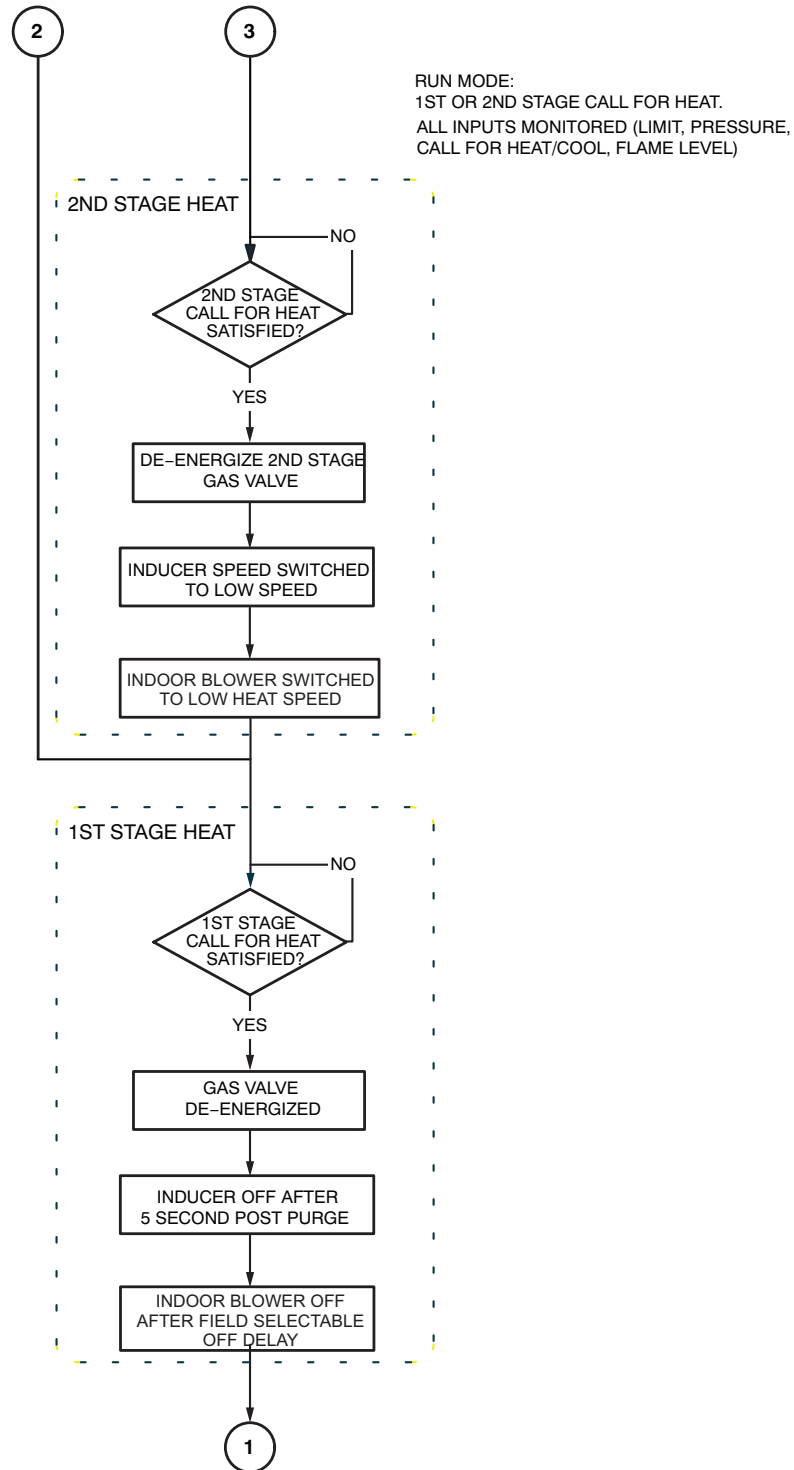 2
3
RUN MODE:
1ST OR 2ND STAGE CALL FOR HEAT.
ALL INPUTS MONITORED (LIMIT, PRESSURE,
CALL FOR HEAT/COOL, FLAME LEVEL)
2ND STAGE HEAT
NO
2ND STAGE
CALL FOR HEAT
SATISFIED?
YES
DE−ENERGIZE 2ND STAGE
GAS VALVE
INDUCER SPEED SWITCHED
TO LOW SPEED
INDOOR BLOWER SWITCHED
TO LOW HEAT SPEED
1ST STAGE HEAT
NO
1ST STAGE
CALL FOR HEAT
SATISFIED?
YES
GAS VALVE
DE−ENERGIZED
INDUCER OFF AFTER
5 SECOND POST PURGE
INDOOR BLOWER OFF
AFTER FIELD SELECTABLE
OFF DELAY
1